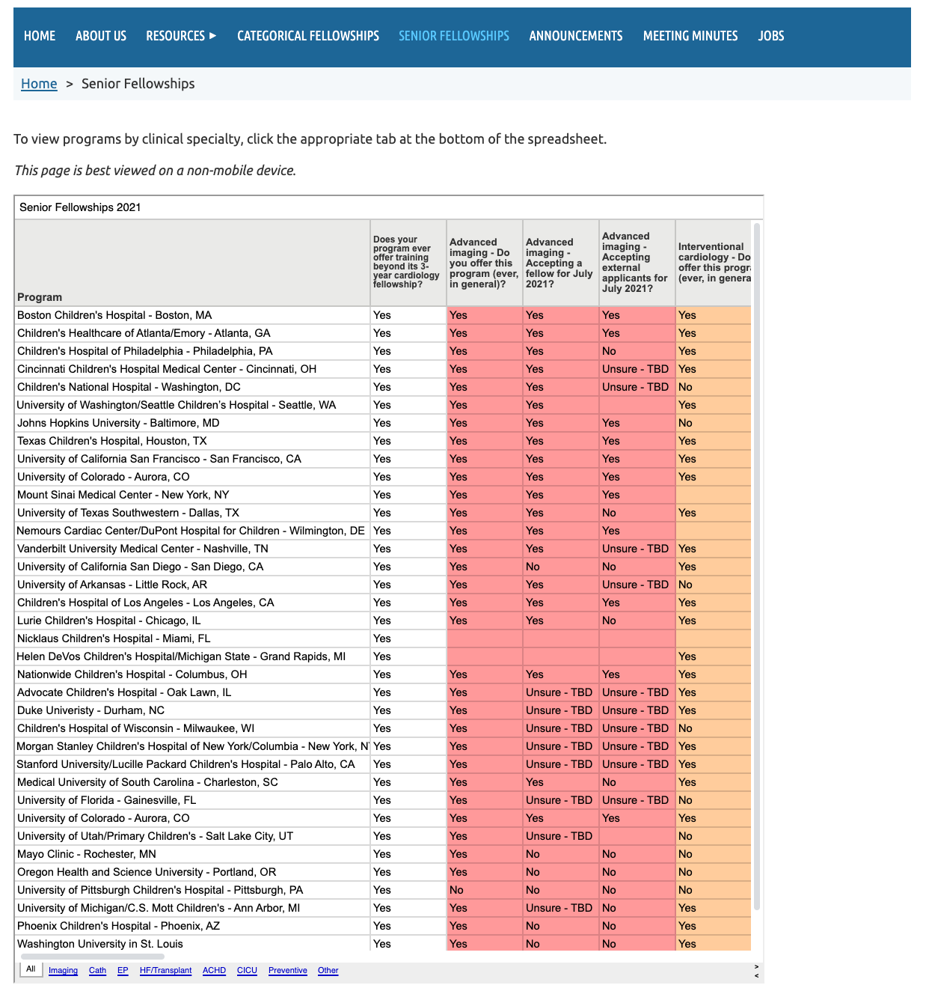 HOME ABOUT US RESOURCES ▸ CATEGORICAL FELLOWSHIPS SENIOR FELLOWSHIPS ANNOUNCEMENTS MEETING MINUTES JOBS
Home > Senior Fellowships
To view programs by clinical specialty, click the appropriate tab at the bottom of the spreadsheet.
This page is best viewed on a non-mobile device.
Senior Fellowships 2021
Program
Does your
program ever
offer training
beyond its 3-
year cardiology
fellowship?
Advanced
imaging - Do
you offer this
program (ever,
in general)?
Advanced
imaging -
Accepting a
fellow for July
2021?
Advanced
imaging -
Accepting
external
applicants for
July 2021?
Interventional
cardiology - Do
offer this progra
(ever, in genera
Boston Children's Hospital - Boston, MA Yes Yes Yes Yes Yes
Children's Healthcare of Atlanta/Emory - Atlanta, GA Yes Yes Yes Yes Yes
Children's Hospital of Philadelphia - Philadelphia, PA Yes Yes Yes No Yes
Cincinnati Children's Hospital Medical Center - Cincinnati, OH Yes Yes Yes Unsure - TBD Yes
Children's National Hospital - Washington, DC Yes Yes Yes Unsure - TBD No
University of Washington/Seattle Children's Hospital - Seattle, WA Yes Yes Yes Yes
Johns Hopkins University - Baltimore, MD Yes Yes Yes Yes No
Texas Children's Hospital, Houston, TX Yes Yes Yes Yes Yes
University of California San Francisco - San Francisco, CA Yes Yes Yes Yes Yes
University of Colorado - Aurora, CO Yes Yes Yes Yes Yes
Mount Sinai Medical Center - New York, NY Yes Yes Yes Yes
University of Texas Southwestern - Dallas, TX Yes Yes Yes No Yes
Nemours Cardiac Center/DuPont Hospital for Children - Wilmington, DE Yes Yes Yes Yes
Vanderbilt University Medical Center - Nashville, TN Yes Yes Yes Unsure - TBD Yes
University of California San Diego - San Diego, CA Yes Yes No No Yes
University of Arkansas - Little Rock, AR Yes Yes Yes Unsure - TBD No
Children's Hospital of Los Angeles - Los Angeles, CA Yes Yes Yes Yes Yes
Lurie Children's Hospital - Chicago, IL Yes Yes Yes No Yes
Nicklaus Children's Hospital - Miami, FL Yes
Helen DeVos Children's Hospital/Michigan State - Grand Rapids, MI Yes Yes
Nationwide Children's Hospital - Columbus, OH Yes Yes Yes Yes Yes
Advocate Children's Hospital - Oak Lawn, IL Yes Yes Unsure - TBD Unsure - TBD Yes
Duke Univeristy - Durham, NC Yes Yes Unsure - TBD Unsure - TBD Yes
Children's Hospital of Wisconsin - Milwaukee, WI Yes Yes Unsure - TBD Unsure - TBD No
Morgan Stanley Children's Hospital of New York/Columbia - New York, NY Yes Yes Unsure - TBD Unsure - TBD Yes
Stanford University/Lucille Packard Children's Hospital - Palo Alto, CA Yes Yes Unsure - TBD Unsure - TBD Yes
Medical University of South Carolina - Charleston, SC Yes Yes Yes No Yes
University of Florida - Gainesville, FL Yes Yes Unsure - TBD Unsure - TBD No
University of Colorado - Aurora, CO Yes Yes Yes Yes Yes
University of Utah/Primary Children's - Salt Lake City, UT Yes Yes Unsure - TBD No
Mayo Clinic - Rochester, MN Yes Yes No No No
Oregon Health and Science University - Portland, OR Yes Yes No No No
University of Pittsburgh Children's Hospital - Pittsburgh, PA Yes No No No No
University of Michigan/C.S. Mott Children's - Ann Arbor, MI Yes Yes Unsure - TBD No Yes
Phoenix Children's Hospital - Phoenix, AZ Yes Yes No No Yes
Washington University in St. Louis Yes Yes No No Yes
All Imaging Cath EP HF/Transplant ACHD CICU Preventive Other
>
<